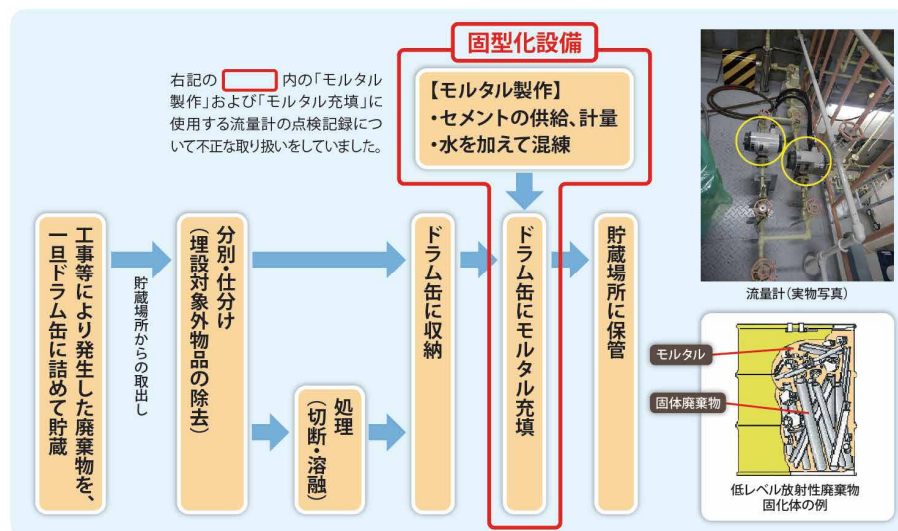 固型化設備
右記の 内の「モルタル
製作」および「モルタル充填」に
使用する流量計の点検記録につ
いて不正な取り扱いをしていました。
【モルタル製作】
・セメントの供給、計量
・水を加えて混練
工事等により発生した廃棄物を、
一旦ドラム缶に詰めて貯蔵
貯蔵場所からの取出し
分別・仕分け
(埋設対象外物品の除去)
処理
(切断・溶融)
ドラム缶に収納
ドラム缶にモルタル充填
貯蔵場所に保管
流量計(実物写真)
モルタル
固体廃棄物
低レベル放射性廃棄物
固化体の例